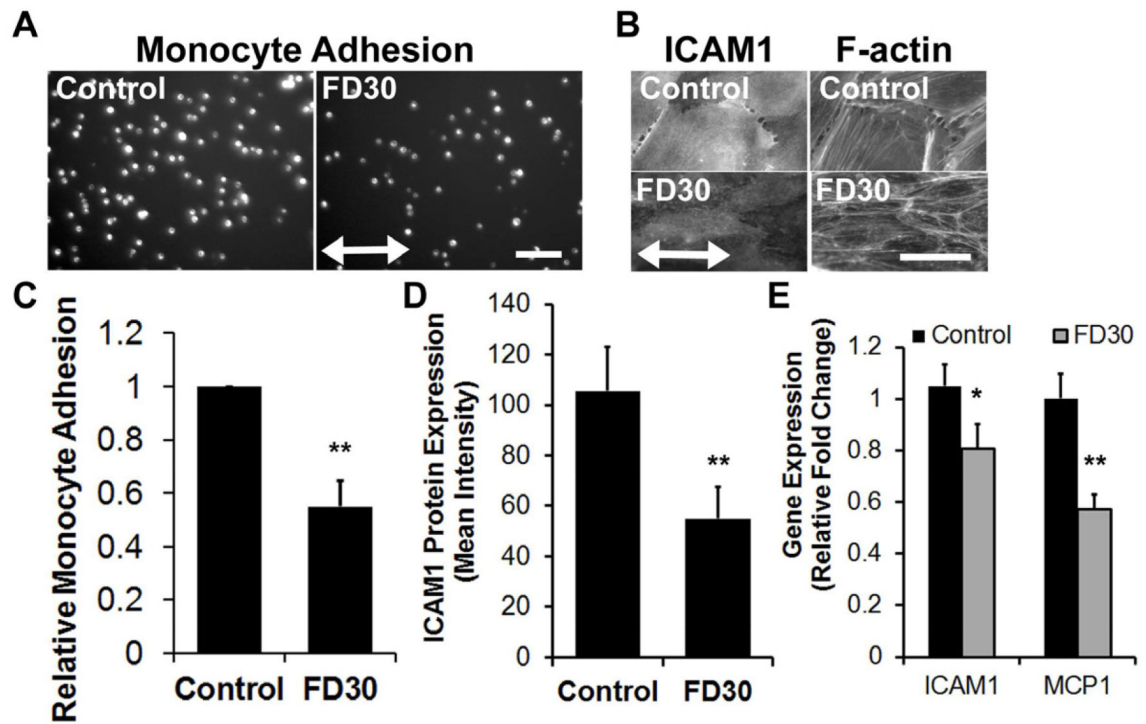 A
Monocyte Adhesion
Control
FD30
B
ICAM1 F-actin
Control Control
FD30 FD30
C
Relative Monocyte Adhesion
1.2
1
0.8
0.6
0.4
0.2
0
**
Control FD30
D
ICAM1 Protein Expression
(Mean Intensity)
140
120
100
80
60
40
20
0
**
Control FD30
E
Gene Expression
(Relative Fold Change)
Control FD30
1.2
1
0.8
0.6
0.4
0.2
0
*
**
ICAM1 MCP1